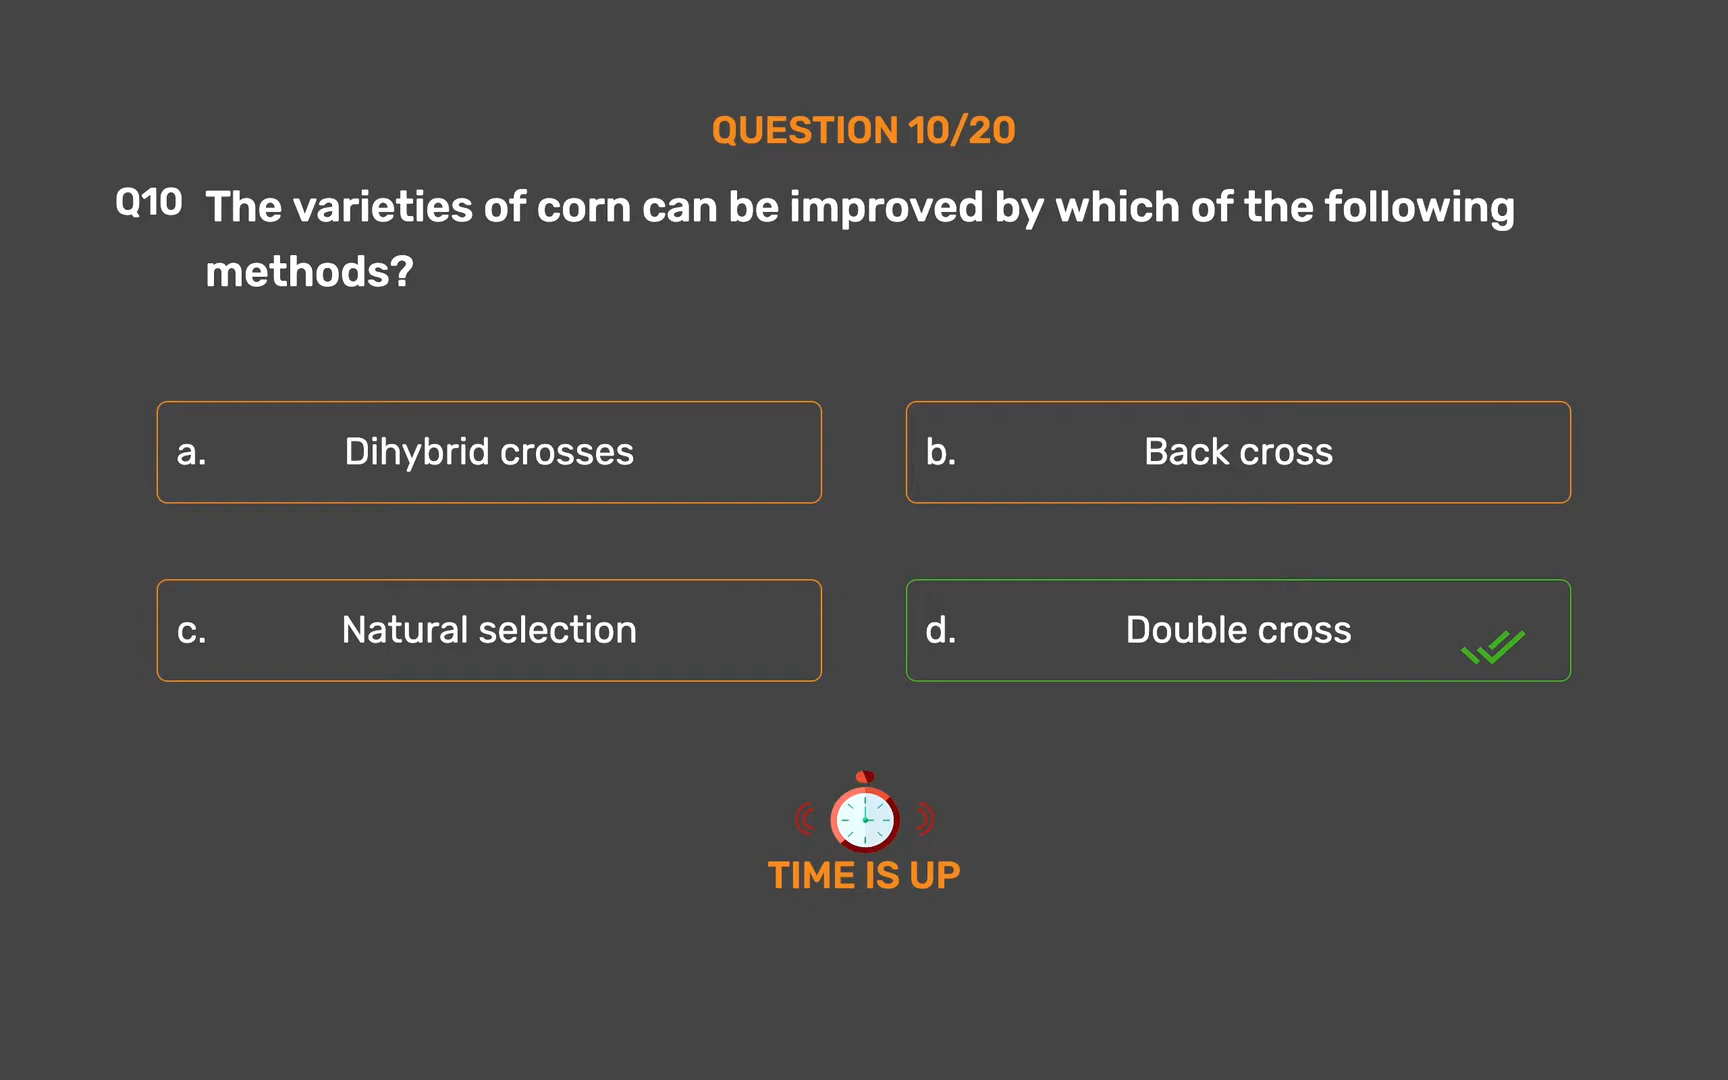 QUESTION 10/20
Q10 The varieties of corn can be improved by which of the following
methods?
a. Dihybrid crosses
b. Back cross
c. Natural selection
d. Double cross
TIME IS UP